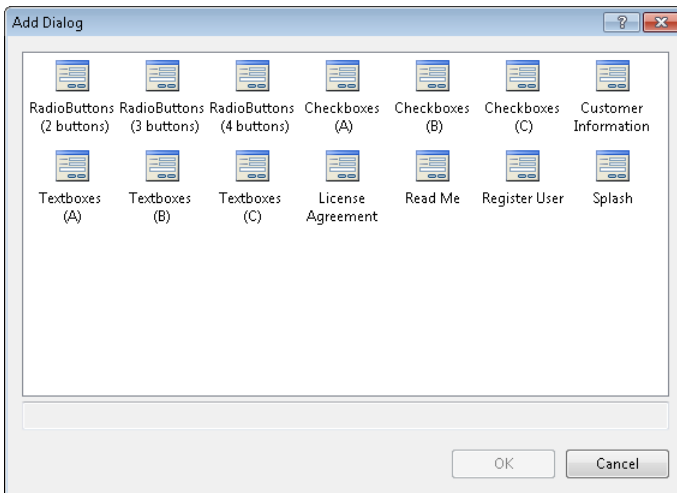 Add Dialog
RadioButtons RadioButtons RadioButtons Checkboxes Checkboxes Checkboxes Customer
(2 buttons) (3 buttons) (4 buttons) (A) (B) (C) Information
Textboxes Textboxes Textboxes License Read Me Register User Splash
(A) (B) (C) Agreement
OK Cancel